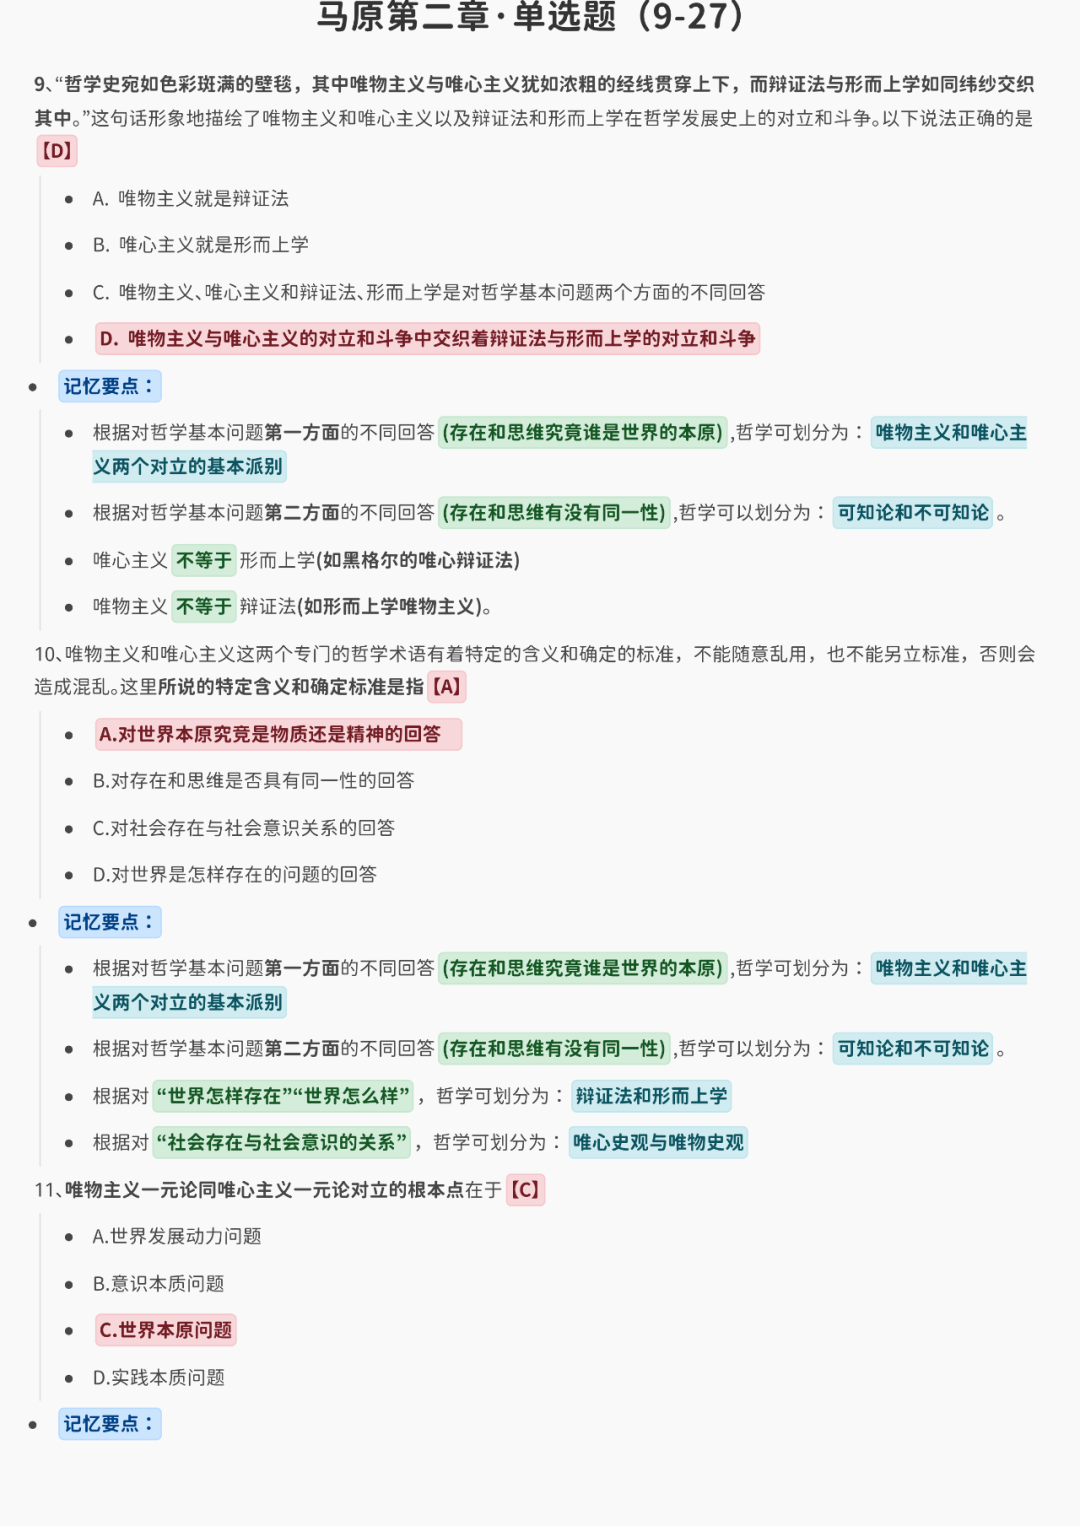 马原第二章·单选题（9-27）
9、“哲学史宛如色彩斑满的壁毯，其中唯物主义与唯心主义犹如浓粗的经线贯穿上下，而辩证法与形而上学如同纬纱交织
其中。”这句话形象地描绘了唯物主义和唯心主义以及辩证法和形而上学在哲学发展史上的对立和斗争。以下说法正确的是
【D】
A. 唯物主义就是辩证法
B. 唯心主义就是形而上学
C. 唯物主义、唯心主义和辩证法、形而上学是对哲学基本问题两个方面的不同回答
D. 唯物主义与唯心主义的对立和斗争中交织着辩证法与形而上学的对立和斗争
记忆要点：
根据对哲学基本问题第一方面的不同回答(存在和思维究竟谁是世界的本原),哲学可划分为：唯物主义和唯心主
义两个对立的基本派别
根据对哲学基本问题第二方面的不同回答(存在和思维有没有同一性),哲学可以划分为：可知论和不可知论。
唯心主义不等于形而上学(如黑格尔的唯心辩证法)
唯物主义不等于辩证法(如形而上学唯物主义)。
10、唯物主义和唯心主义这两个专门的哲学术语有着特定的含义和确定的标准，不能随意乱用，也不能另立标准，否则会
造成混乱。这里所说的特定含义和确定标准是指【A】
A.对世界本原究竞是物质还是精神的回答
B.对存在和思维是否具有同一性的回答
C.对社会存在与社会意识关系的回答
D.对世界是怎样存在的问题的回答
记忆要点：
根据对哲学基本问题第一方面的不同回答(存在和思维究竟谁是世界的本原),哲学可划分为：唯物主义和唯心主
义两个对立的基本派别
根据对哲学基本问题第二方面的不同回答(存在和思维有没有同一性),哲学可以划分为：可知论和不可知论。
根据对“世界怎样存在”“世界怎么样”，哲学可划分为：辩证法和形而上学
根据对“社会存在与社会意识的关系”，哲学可划分为：唯心史观与唯物史观
11、唯物主义一元论同唯心主义一元论对立的根本点在于【C】
A.世界发展动力问题
B.意识本质问题
C.世界本原问题
D.实践本质问题
记忆要点：